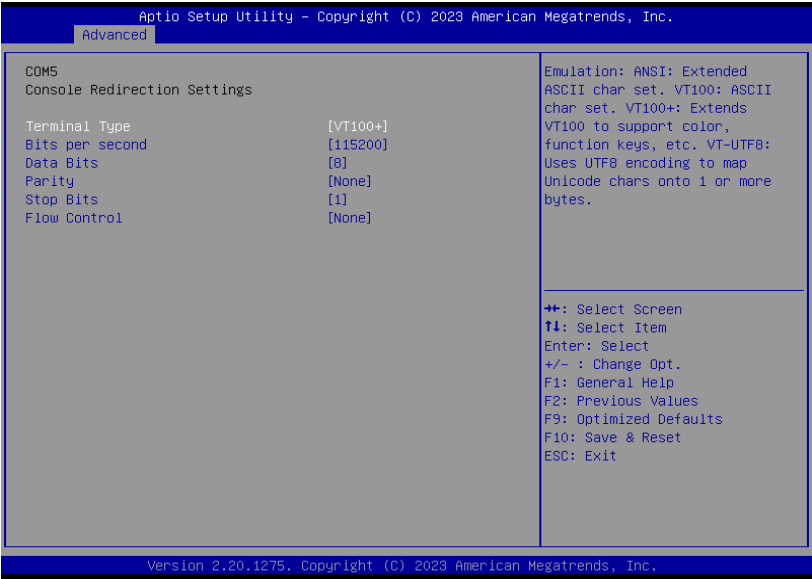 Aptio Setup Utility – Copyright (C) 2023 American Megatrends, Inc.
Advanced
COM5
Console Redirection Settings
Terminal Type [VT100+]
Bits per second [115200]
Data Bits [8]
Parity [None]
Stop Bits [1]
Flow Control [None]
Emulation: ANSI: Extended
ASCII char set. VT100: ASCII
char set. VT100+: Extends
VT100 to support color,
function keys, etc. VT-UTF8:
Uses UTF8 encoding to map
Unicode chars onto 1 or more
bytes.
→←: Select Screen
↑↓: Select Item
Enter: Select
+/- : Change Opt.
F1: General Help
F2: Previous Values
F9: Optimized Defaults
F10: Save & Reset
ESC: Exit
Version 2.20.1275. Copyright (C) 2023 American Megatrends, Inc.